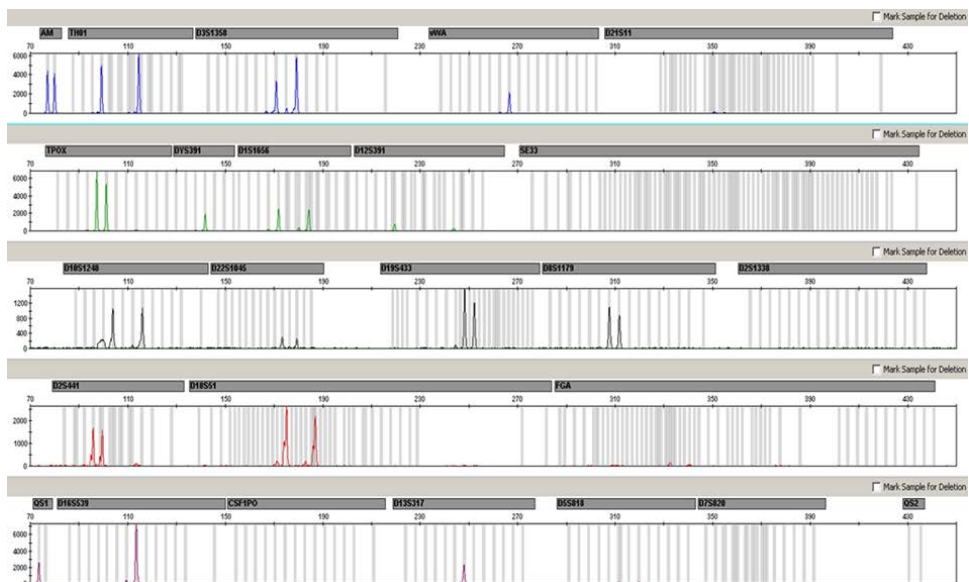 Mark Sample for Deletion
AM TH01 D3S1358 vWA D21S11
70 110 150 190 230 270 310 350 390 430
6000
4000
2000
0
Mark Sample for Deletion
TPOX DYS391 D1S1656 D12S391 SE33
70 110 150 190 230 270 310 350 390 430
6000
4000
2000
0
Mark Sample for Deletion
D10S1248 D22S1045 D19S433 D8S1179 D2S1338
70 110 150 190 230 270 310 350 390 430
1200
800
400
0
Mark Sample for Deletion
D2S441 D18S51 FGA
70 110 150 190 230 270 310 350 390 430
2000
1000
0
Mark Sample for Deletion
QS1 D16S539 CSF1PO D13S317 D5S818 D7S820 QS2
70 110 150 190 230 270 310 350 390 430
6000
4000
2000
0